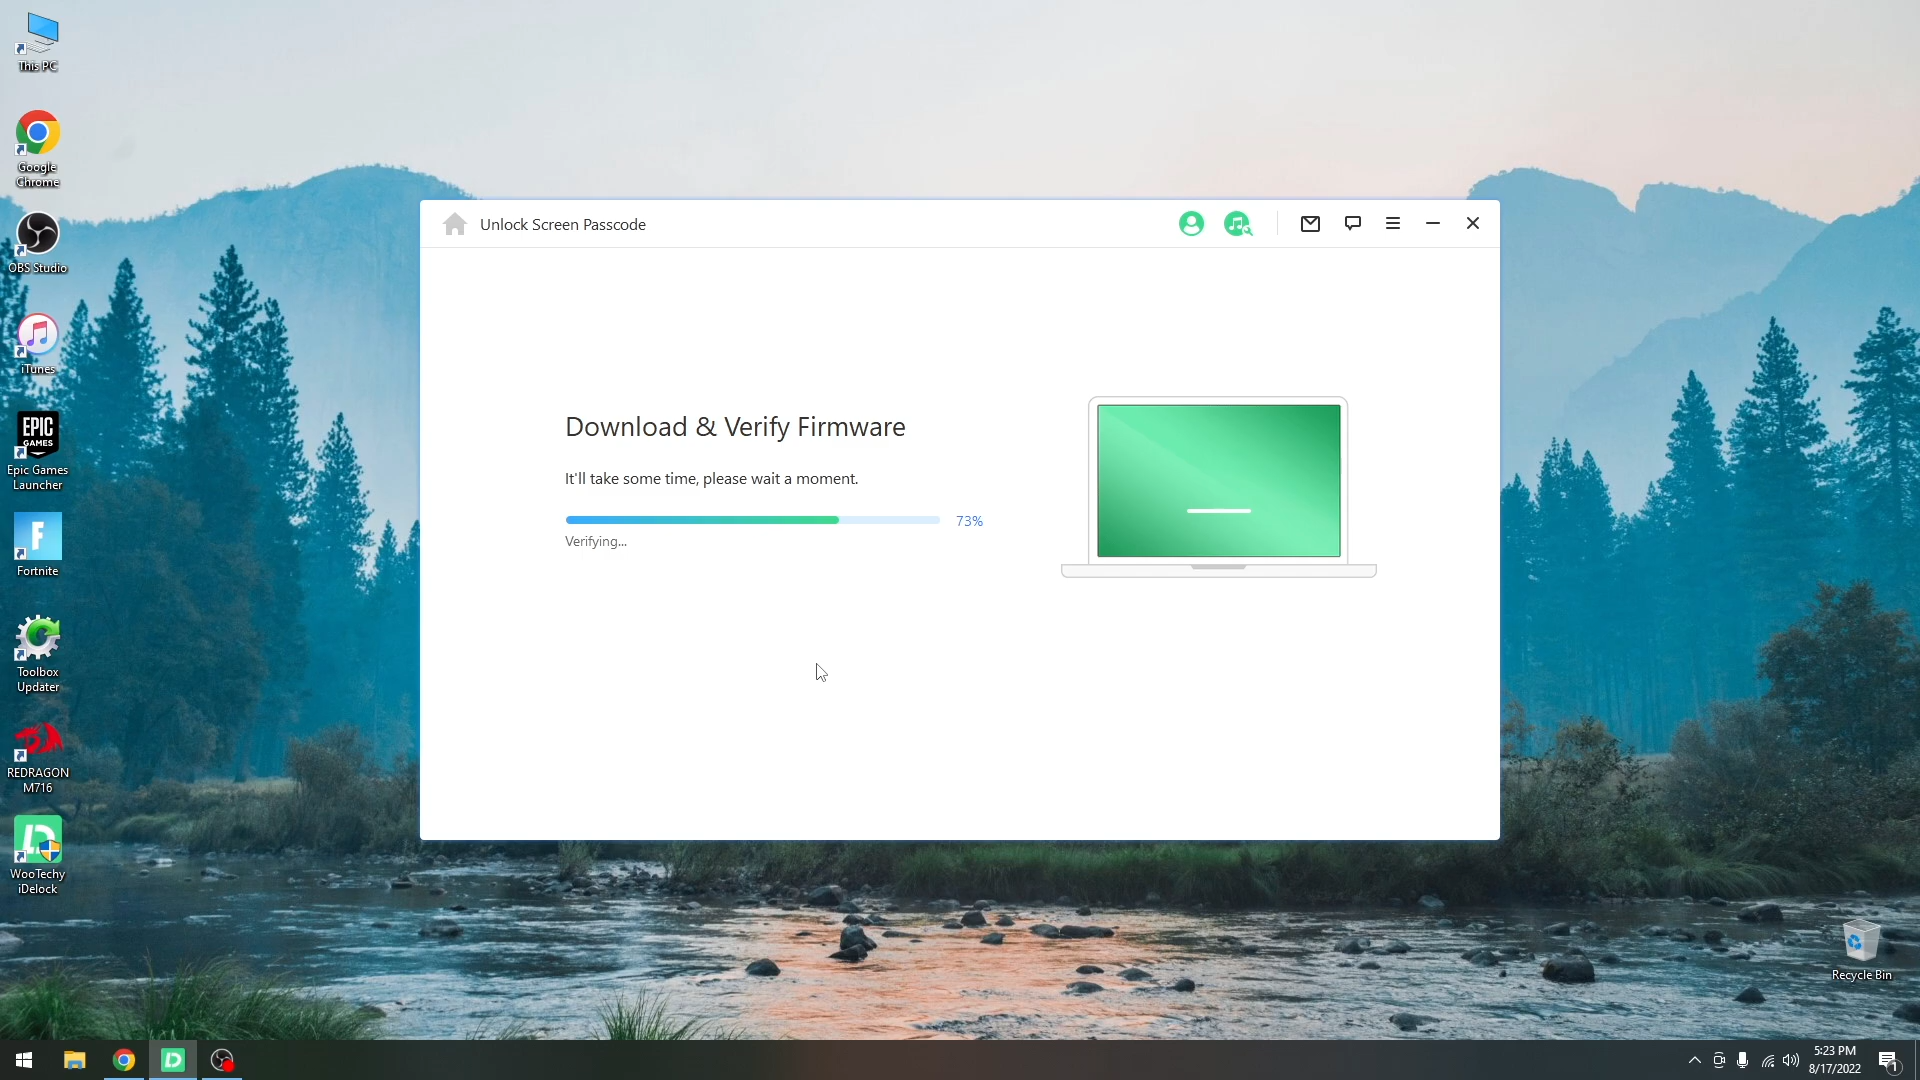 This PC
Google
Chrome
OBS Studio
iTunes
EPIC
GAMES
Epic Games
Launcher
Fortnite
Toolbox
Updater
REDRAGON
M716
WooTechy
iDelock
Unlock Screen Passcode
Download & Verify Firmware
It'll take some time, please wait a moment.
73%
Verifying...
Recycle Bin
5:23 PM
8/17/2022
1